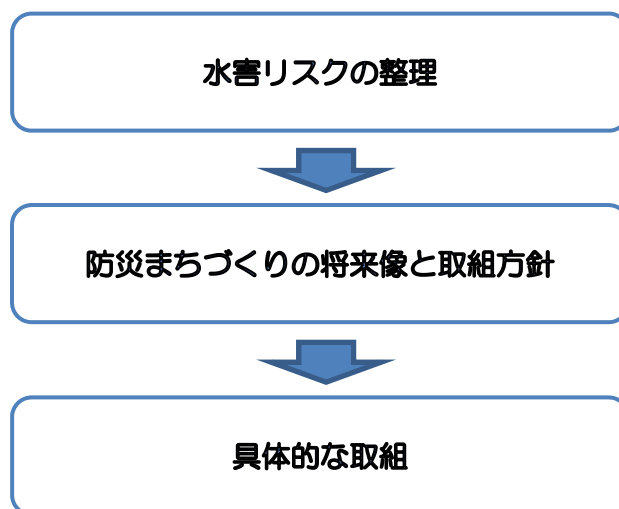 水害リスクの整理
防災まちづくりの将来像と取組方針
具体的な取組